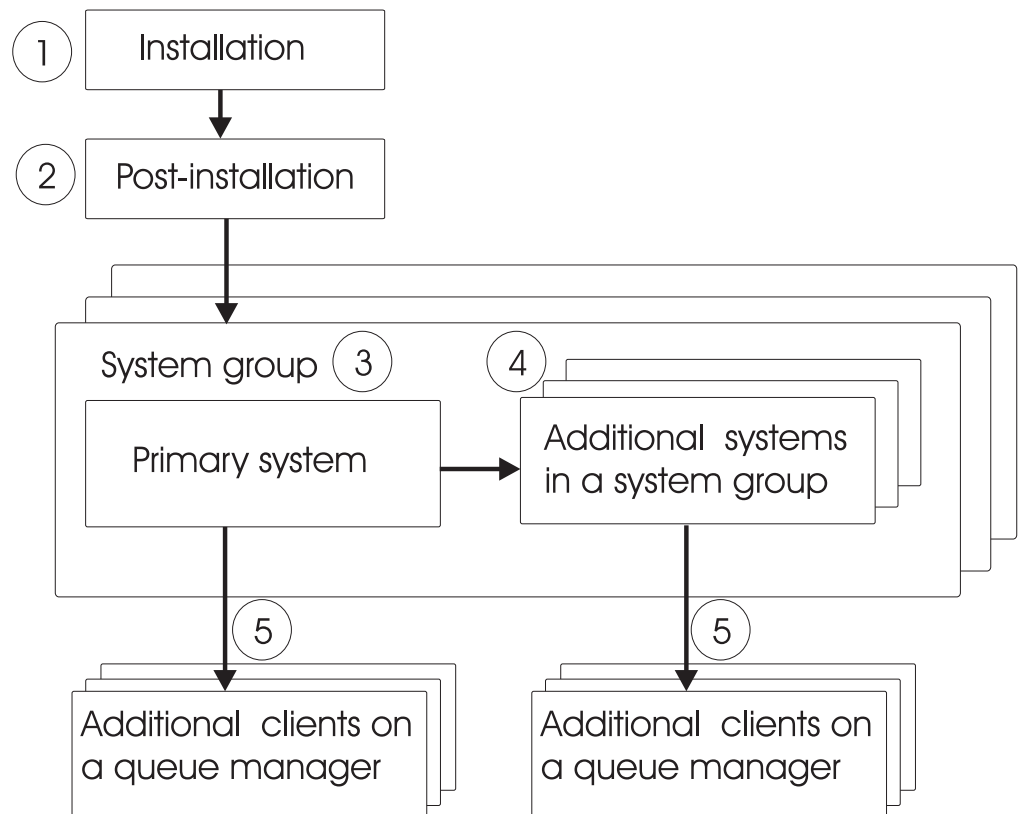 1
Installation
2
Post-installation
System group 3
4
Primary system
Additional systems
in a system group
5
5
Additional clients on
a queue manager
Additional clients on
a queue manager